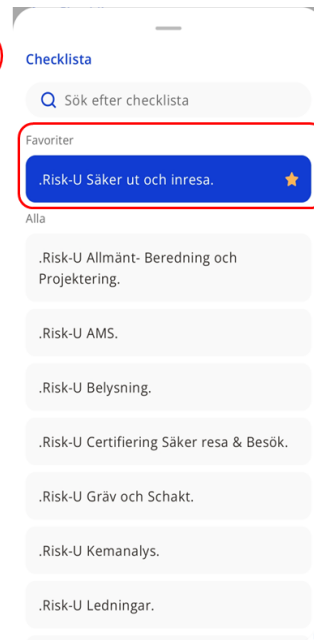 Checklista
Sök efter checklista
Favoriter
.Risk-U Säker ut och inresa.
Alla
.Risk-U Allmänt- Beredning och
Projektering.
.Risk-U AMS.
.Risk-U Belysning.
.Risk-U Certifiering Säker resa & Besök.
.Risk-U Gräv och Schakt.
.Risk-U Kemanalys.
.Risk-U Ledningar.